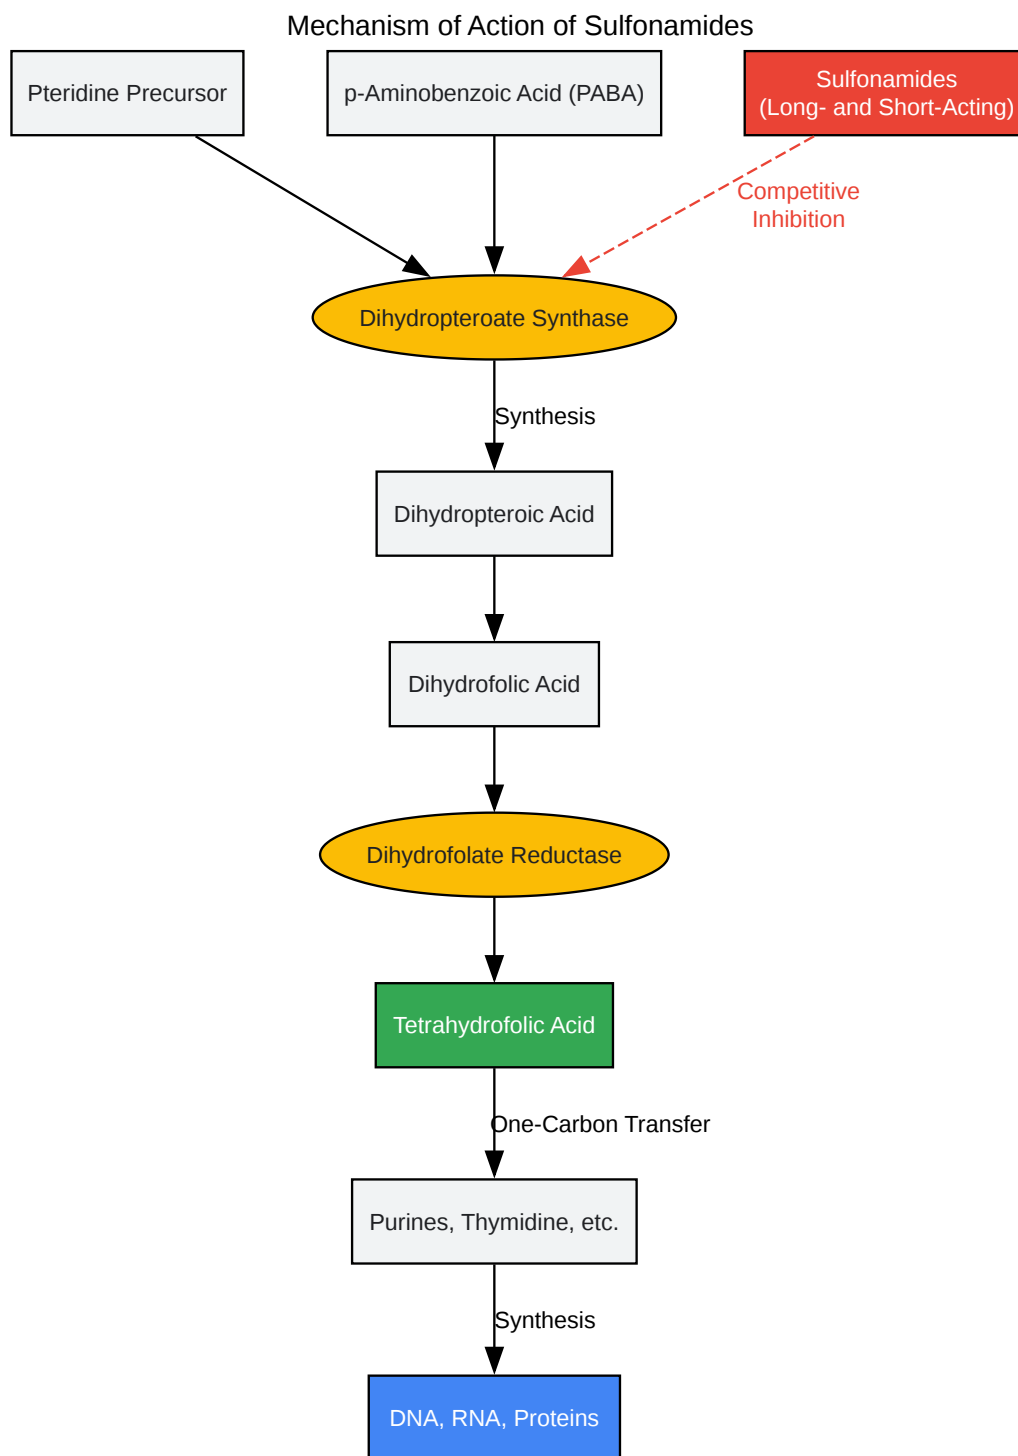 Mechanism of Action of Sulfonamides
Pteridine Precursor
p-Aminobenzoic Acid (PABA)
Sulfonamides
(Long- and Short-Acting)
Competitive
Inhibition
Dihydropteroate Synthase
Synthesis
Dihydropteroic Acid
Dihydrofolic Acid
Dihydrofolate Reductase
Tetrahydrofolic Acid
One-Carbon Transfer
Purines, Thymidine, etc.
Synthesis
DNA, RNA, Proteins